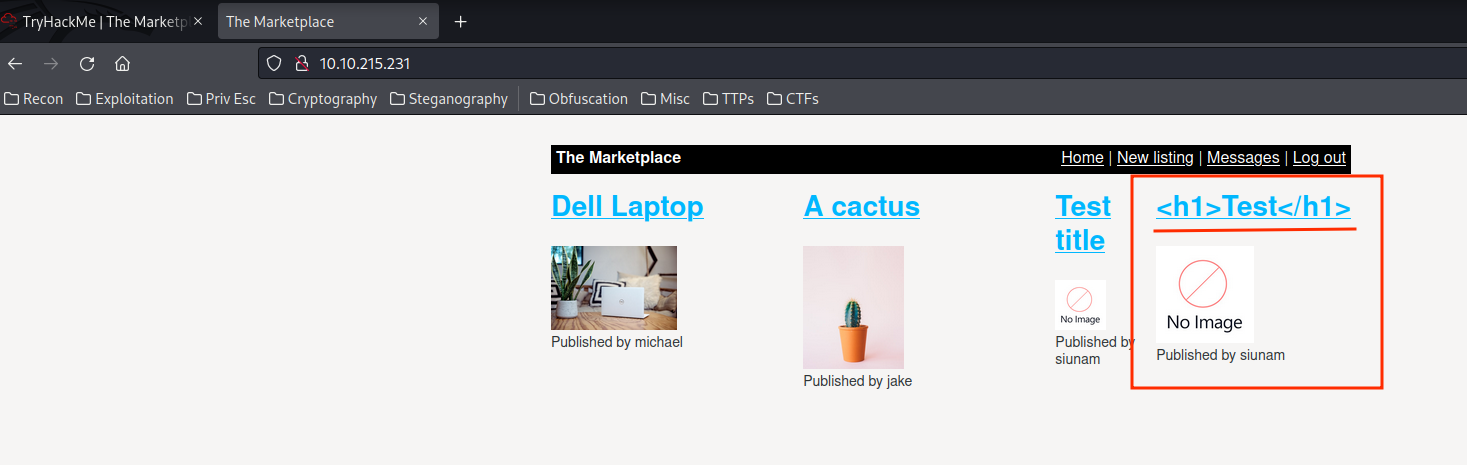 TryHackMe | The Marketp
The Marketplace
10.10.215.231
Recon Exploitation Priv Esc Cryptography Steganography Obfuscation Misc TTPs CTFs
The Marketplace Home | New listing | Messages | Log out
Dell Laptop
Published by michael
A cactus
Published by jake
Test
title
No Image
Published by
siunam
<h1>Test</h1>
No Image
Published by siunam